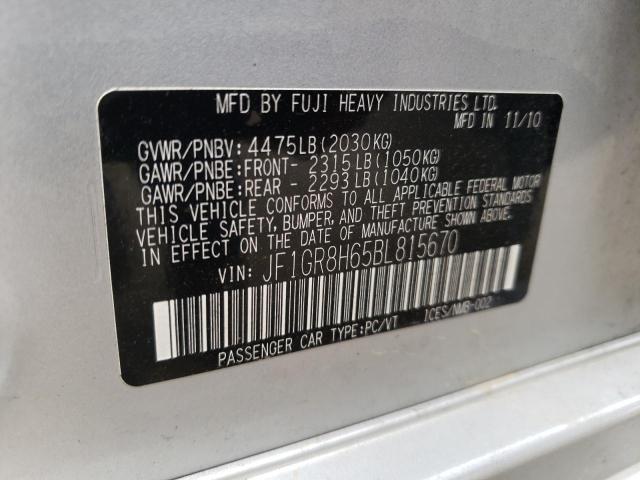 MFD BY FUJI HEAVY INDUSTRIES LTD.
MFD IN 11/10
GVWR/PNBV: 4475LB(2030KG)
GAWR/PNBE:FRONT- 2315LB(1050KG)
GAWR/PNBE:REAR - 2293LB(1040KG)
THIS VEHICLE CONFORMS TO ALL APPLICABLE FEDERAL MOTOR
VEHICLE SAFETY, BUMPER, AND THEFT PREVENTION STANDARDS
IN EFFECT ON THE DATE OF MANUFACTURE SHOWN ABOVE.
VIN: JF1GR8H65BL815670
PASSENGER CAR TYPE:PC/VT ICES/NMB-002